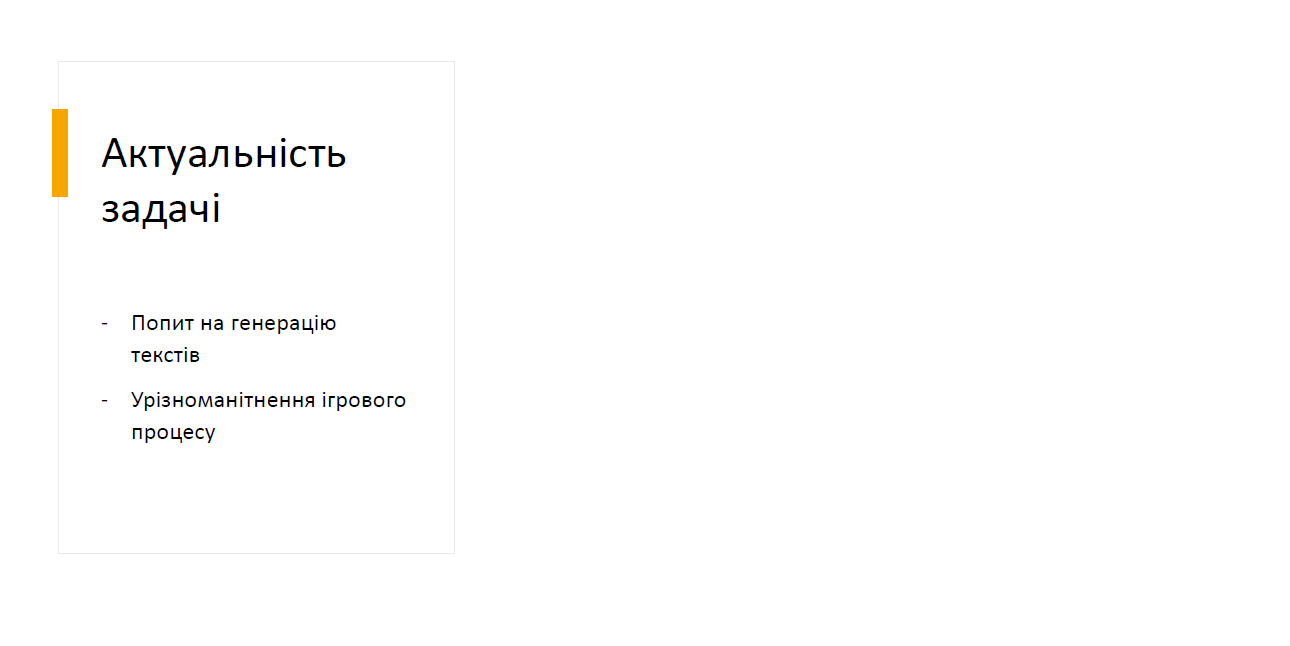 Актуальність
задачі
- Попит на генерацію
текстів
- Урізноманітнення ігрового
процесу